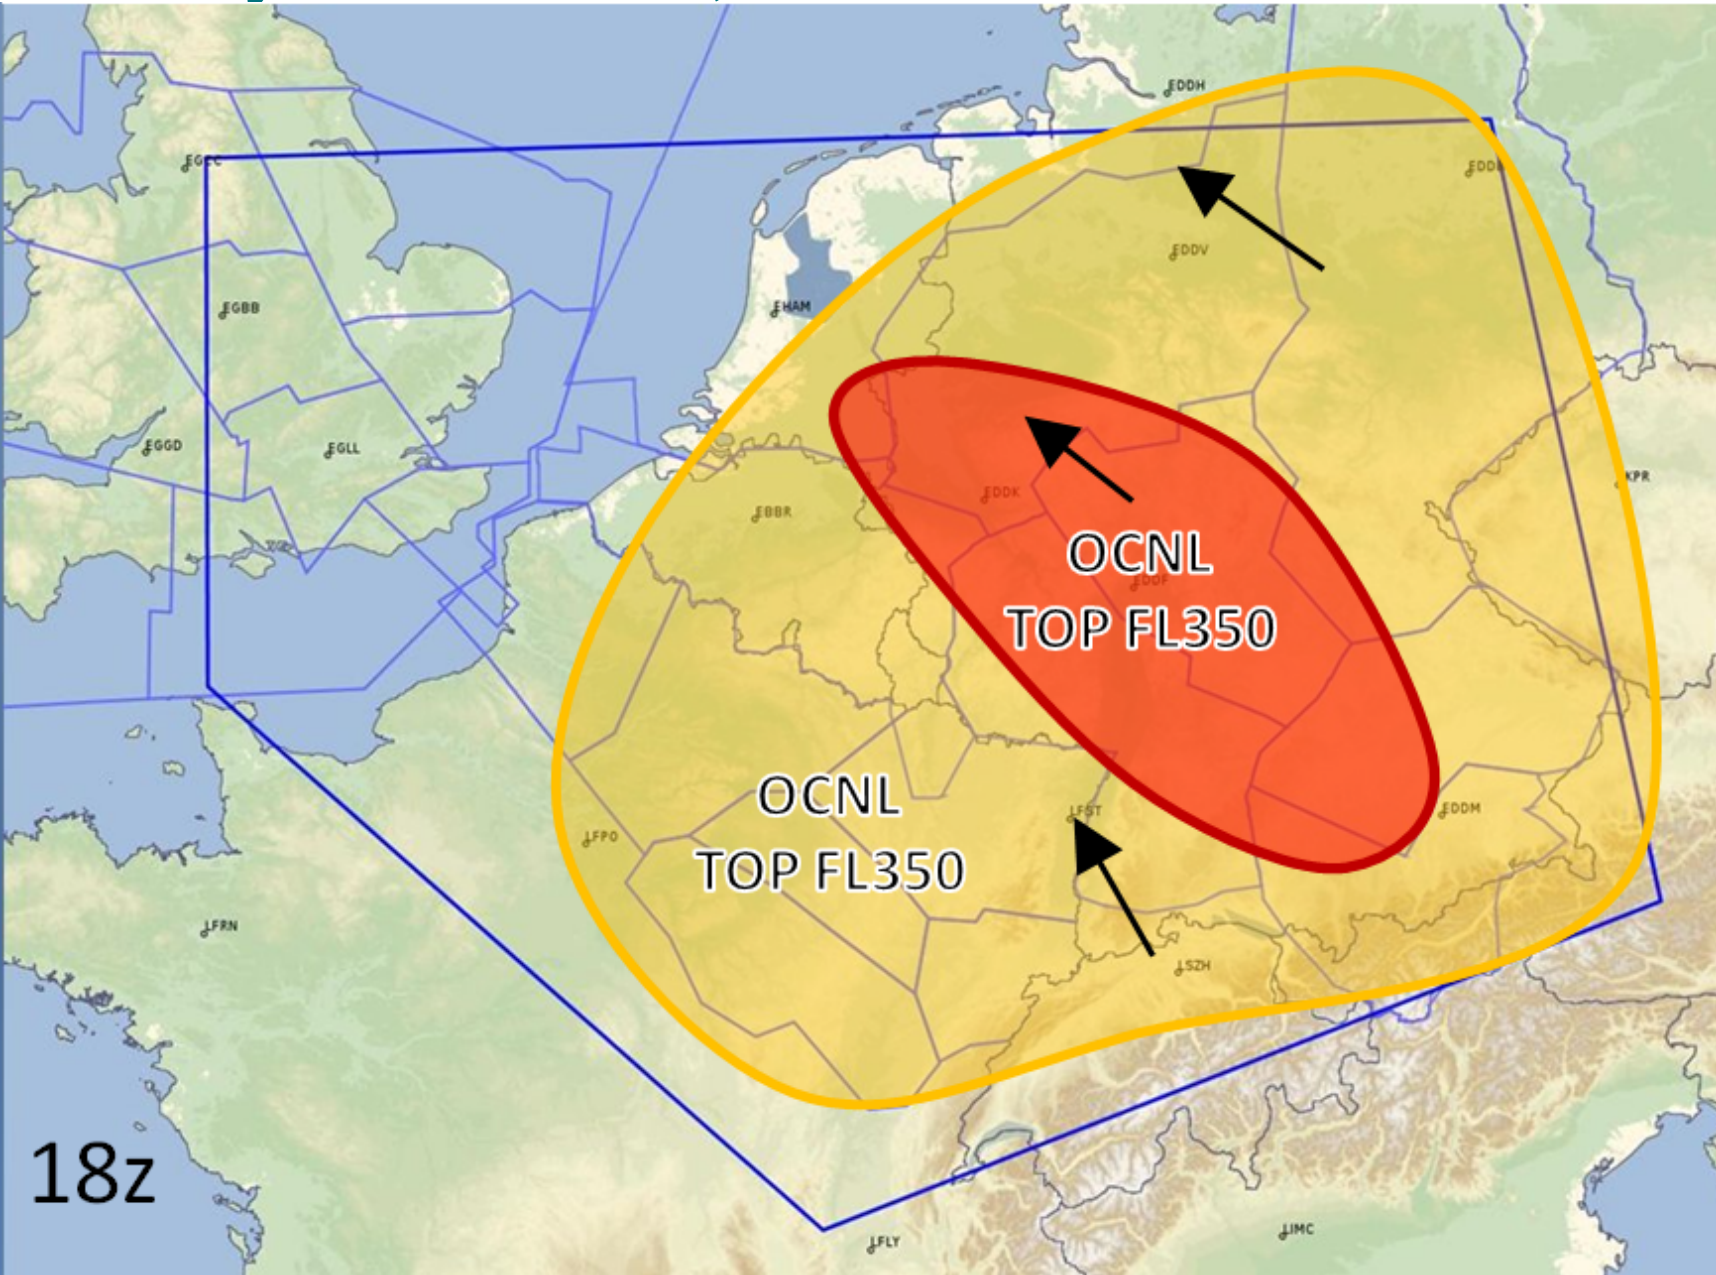 EDDH
EGCC
EDDB
EDDV
EGBB
EHAM
EGGD
EGLL
LKPR
EDDK
EBBR
OCNL
EDDF
TOP FL350
OCNL
LFST
EDDM
LFPO
TOP FL350
LFRN
LSZH
18z
LFLY
LIMC